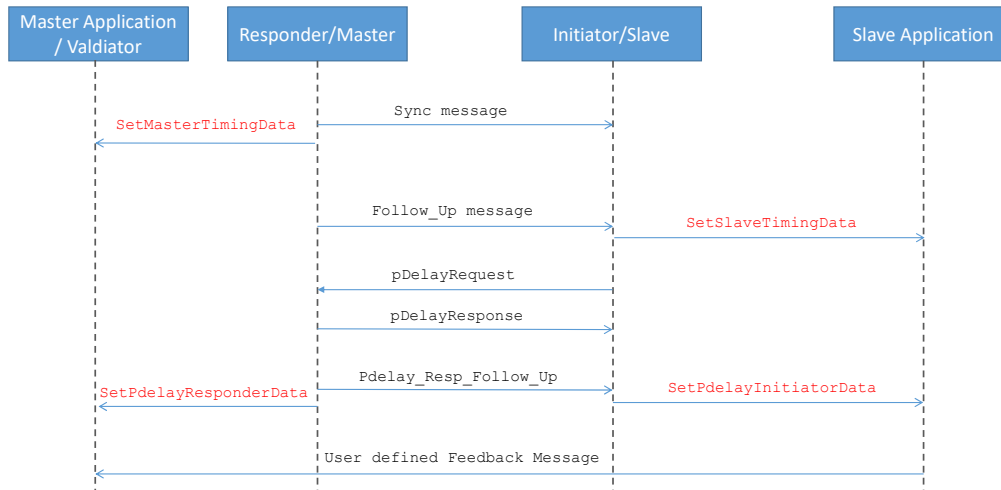 Master Application
/ Valdiator
Responder/Master
Initiator/Slave
Slave Application
Sync message
SetMasterTimingData
Follow_Up message
SetSlaveTimingData
pDelayRequest
pDelayResponse
Pdelay_Resp_Follow_Up
SetPdelayResponderData
SetPdelayInitiatorData
User defined Feedback Message